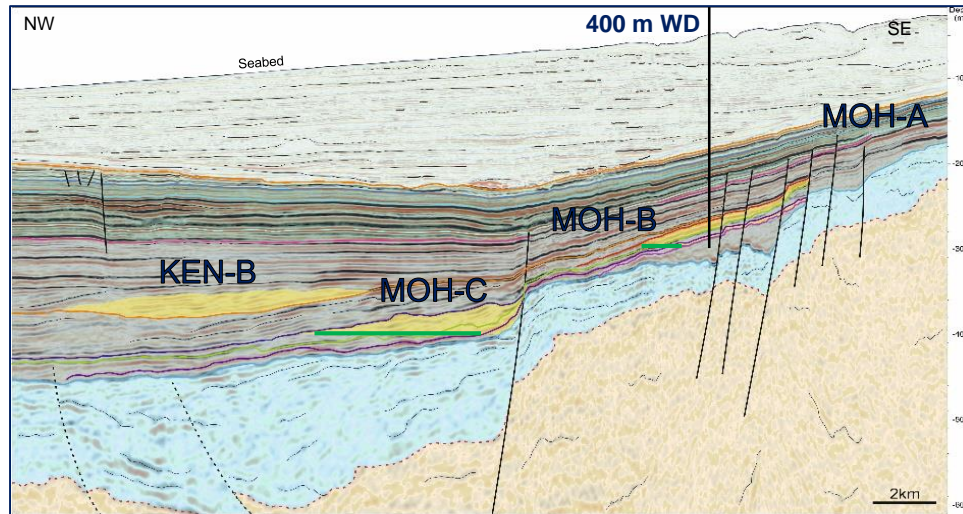 NW
400 m WD
SE
Seabed
MOH-A
MOH-B
KEN-B
MOH-C
2km